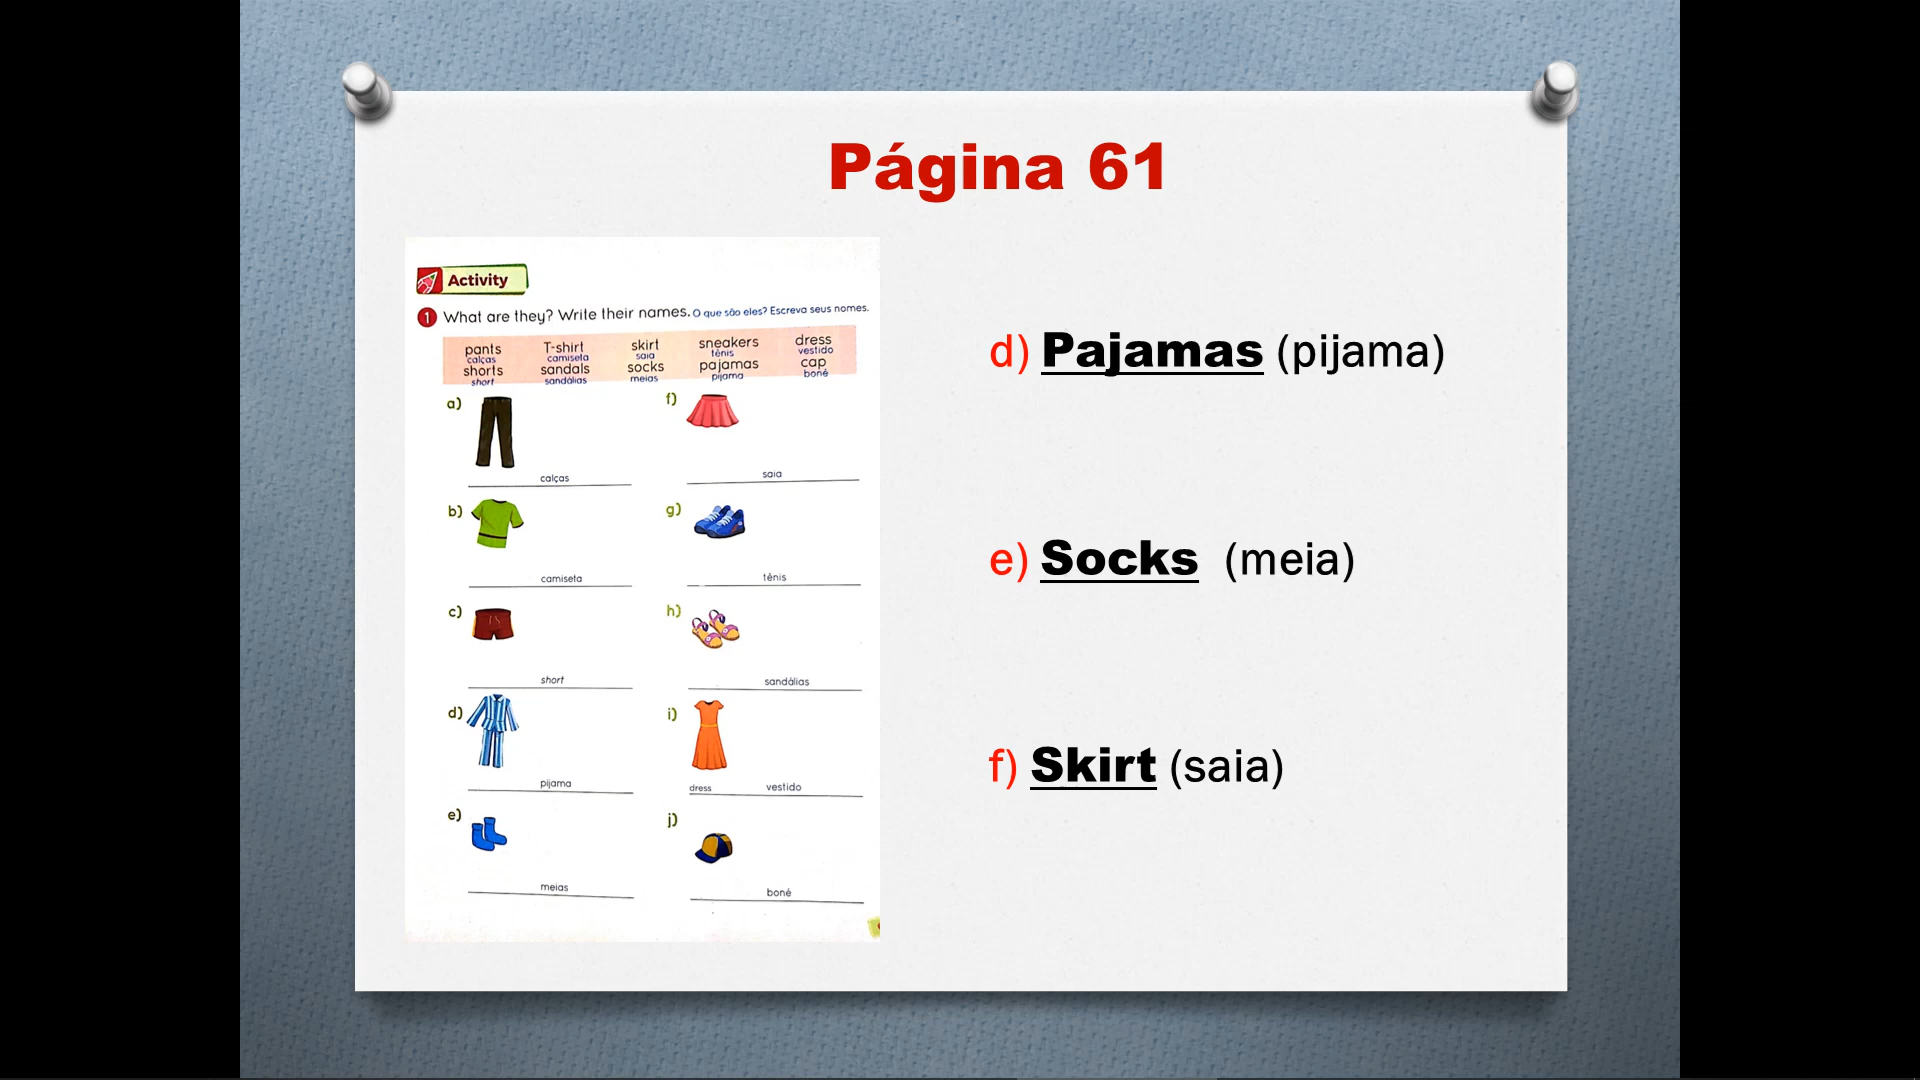 Página 61
Activity
1 What are they? Write their names. O que são eles? Escreva seus nomes.
pants T-shirt skirt sneakers dress
calças camiseta saia tênis vestido
shorts sandals socks pajamas cap
short sandálias meias pijama boné
a)
calças
b)
camiseta
c)
short
d)
pijama
e)
meias
f)
saia
g)
tênis
h)
sandálias
i)
dress vestido
j)
boné
d) Pajamas (pijama)
e) Socks (meia)
f) Skirt (saia)